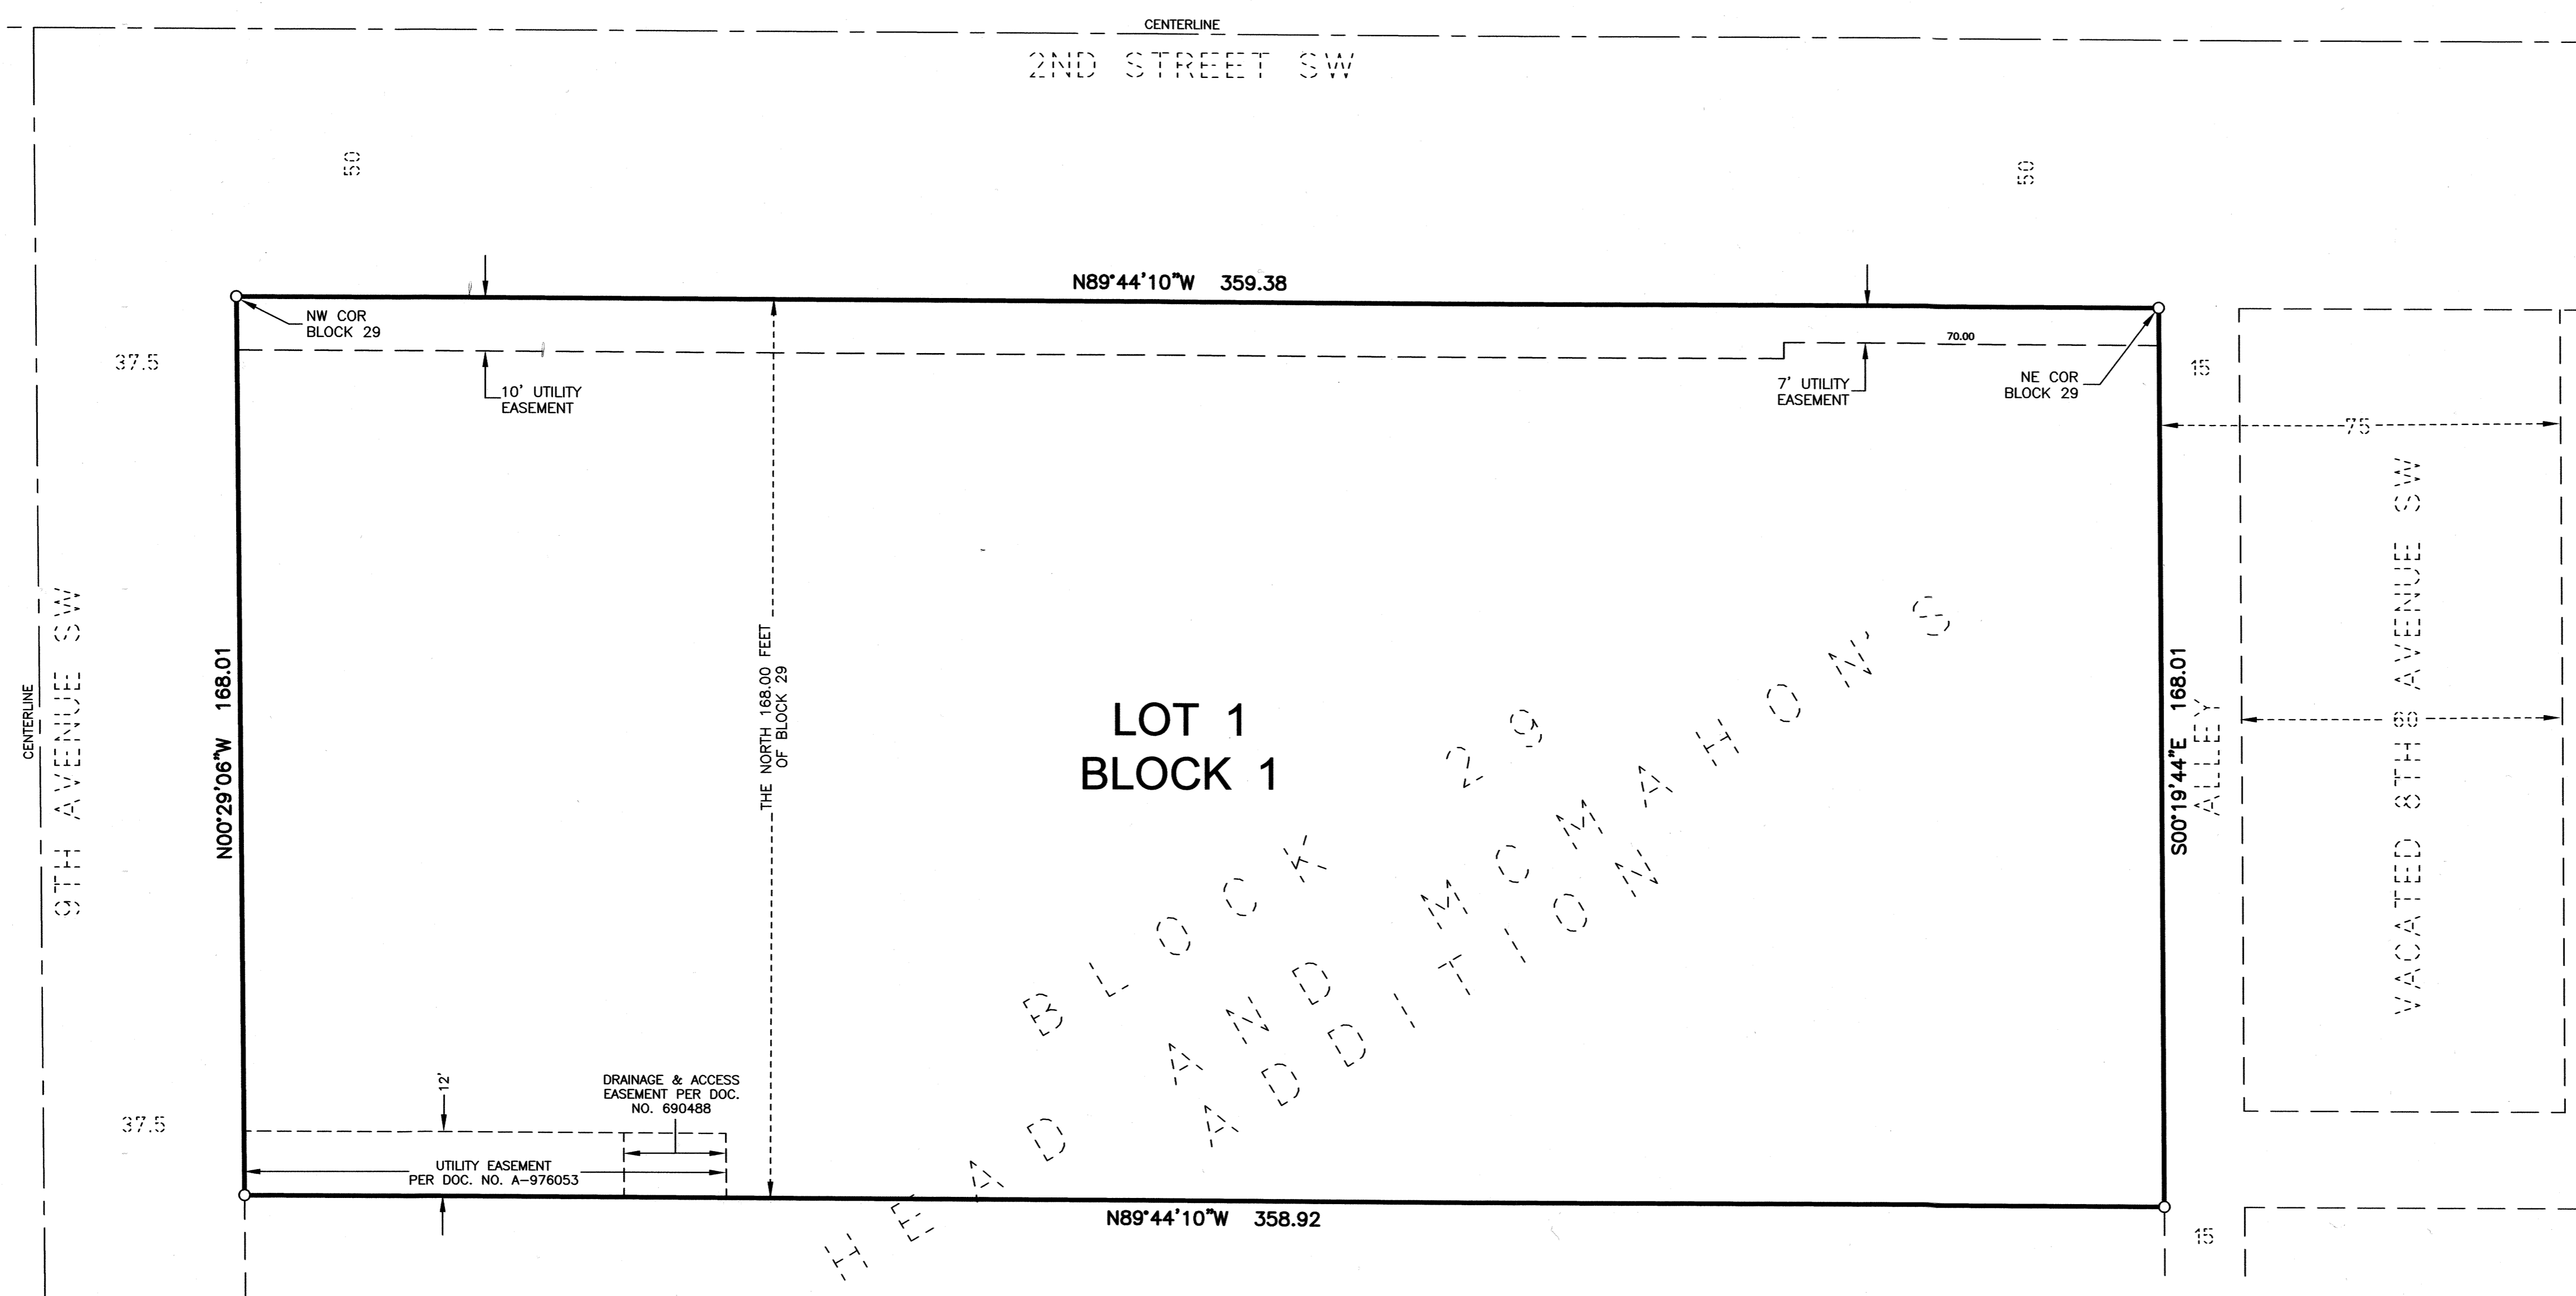 CENTERLINE
2ND STREET SW
50
50
N89°44'10"W 359.38
NW COR
BLOCK 29
70.00
37.5
10' UTILITY
EASEMENT
7' UTILITY
EASEMENT
NE COR
BLOCK 29
15
75
CENTERLINE
9TH AVENUE SW
N00°29'06"W 168.01
THE NORTH 168.00 FEET
OF BLOCK 29
LOT 1
BLOCK 1
S00°19'44"E 168.01
ALLEY
60
VACATED 8TH AVENUE SW
BLOCK 29
HEAD AND MCMAHON'S
ADDITION
12'
DRAINAGE & ACCESS
EASEMENT PER DOC.
NO. 690488
37.5
UTILITY EASEMENT
PER DOC. NO. A-976053
N89°44'10"W 358.92
15